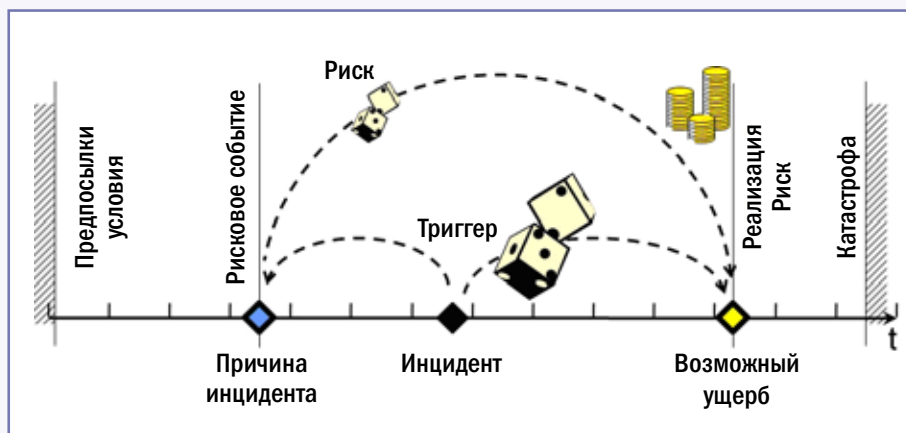 Риск
Предпосылки
условия
Рисковое событие
Триггер
Реализация
Риск
Катастрофа
t
Причина
инцидента
Инцидент
Возможный
ущерб